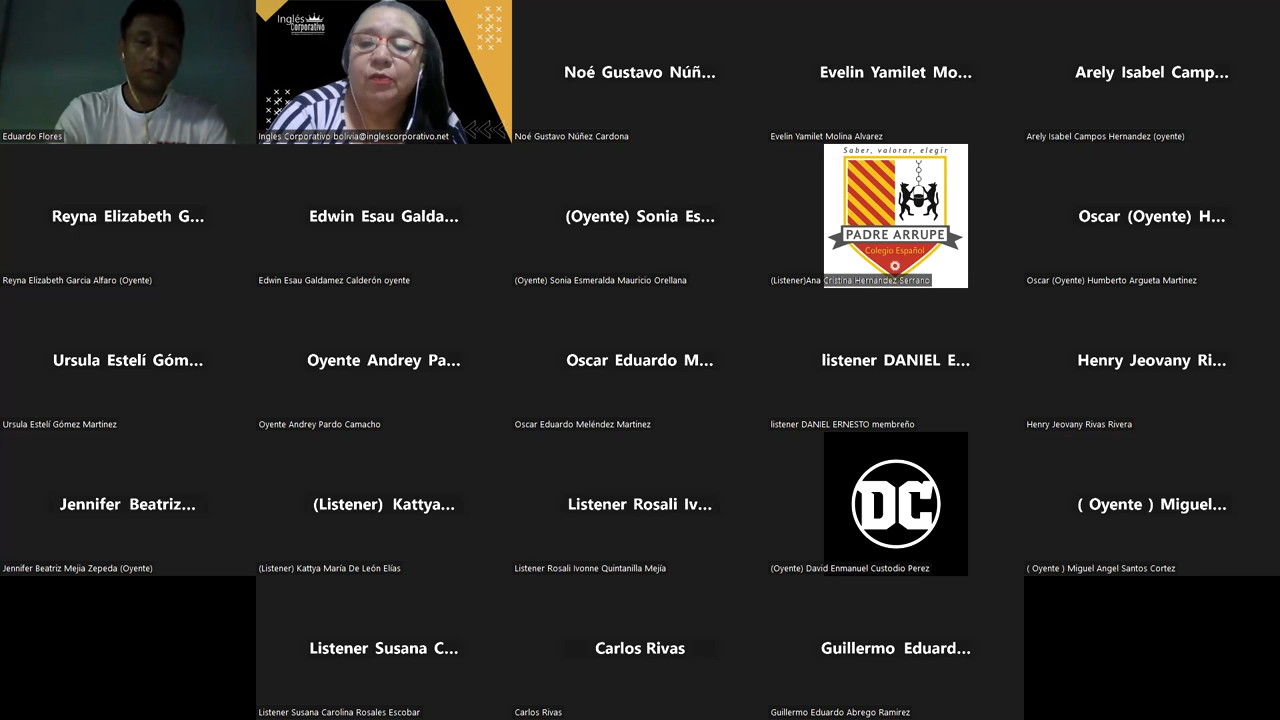 Inglés
Corporativo
Eduardo Flores
Inglés Corporativo bolivia@inglescorporativo.net
Noé Gustavo Núñ...
Noé Gustavo Núñez Cardona
Evelin Yamilet Mo...
Evelin Yamilet Molina Alvarez
Arely Isabel Camp...
Arely Isabel Campos Hernandez (oyente)
Reyna Elizabeth G...
Reyna Elizabeth Garcia Alfaro (Oyente)
Edwin Esau Galda...
Edwin Esau Galdamez Calderón oyente
(Oyente) Sonia Es...
(Oyente) Sonia Esmeralda Mauricio Orellana
Saber, valorar, elegir
PADRE ARRUPE
Colegio Español
(Listener)Ana Cristina Hernandez Serrano
Oscar (Oyente) H...
Oscar (Oyente) Humberto Argueta Martinez
Ursula Estelí Góm...
Ursula Estelí Gómez Martinez
Oyente Andrey Pa...
Oyente Andrey Pardo Camacho
Oscar Eduardo M...
Oscar Eduardo Meléndez Martinez
listener DANIEL E...
listener DANIEL ERNESTO membreño
Henry Jeovany Ri...
Henry Jeovany Rivas Rivera
Jennifer Beatriz...
Jennifer Beatriz Mejia Zepeda (Oyente)
(Listener) Kattya...
(Listener) Kattya María De León Elías
Listener Rosali Iv...
Listener Rosali Ivonne Quintanilla Mejía
DC
(Oyente) David Enmanuel Custodio Perez
( Oyente ) Miguel...
( Oyente ) Miguel Angel Santos Cortez
Listener Susana C...
Listener Susana Carolina Rosales Escobar
Carlos Rivas
Carlos Rivas
Guillermo Eduard...
Guillermo Eduardo Abrego Ramirez